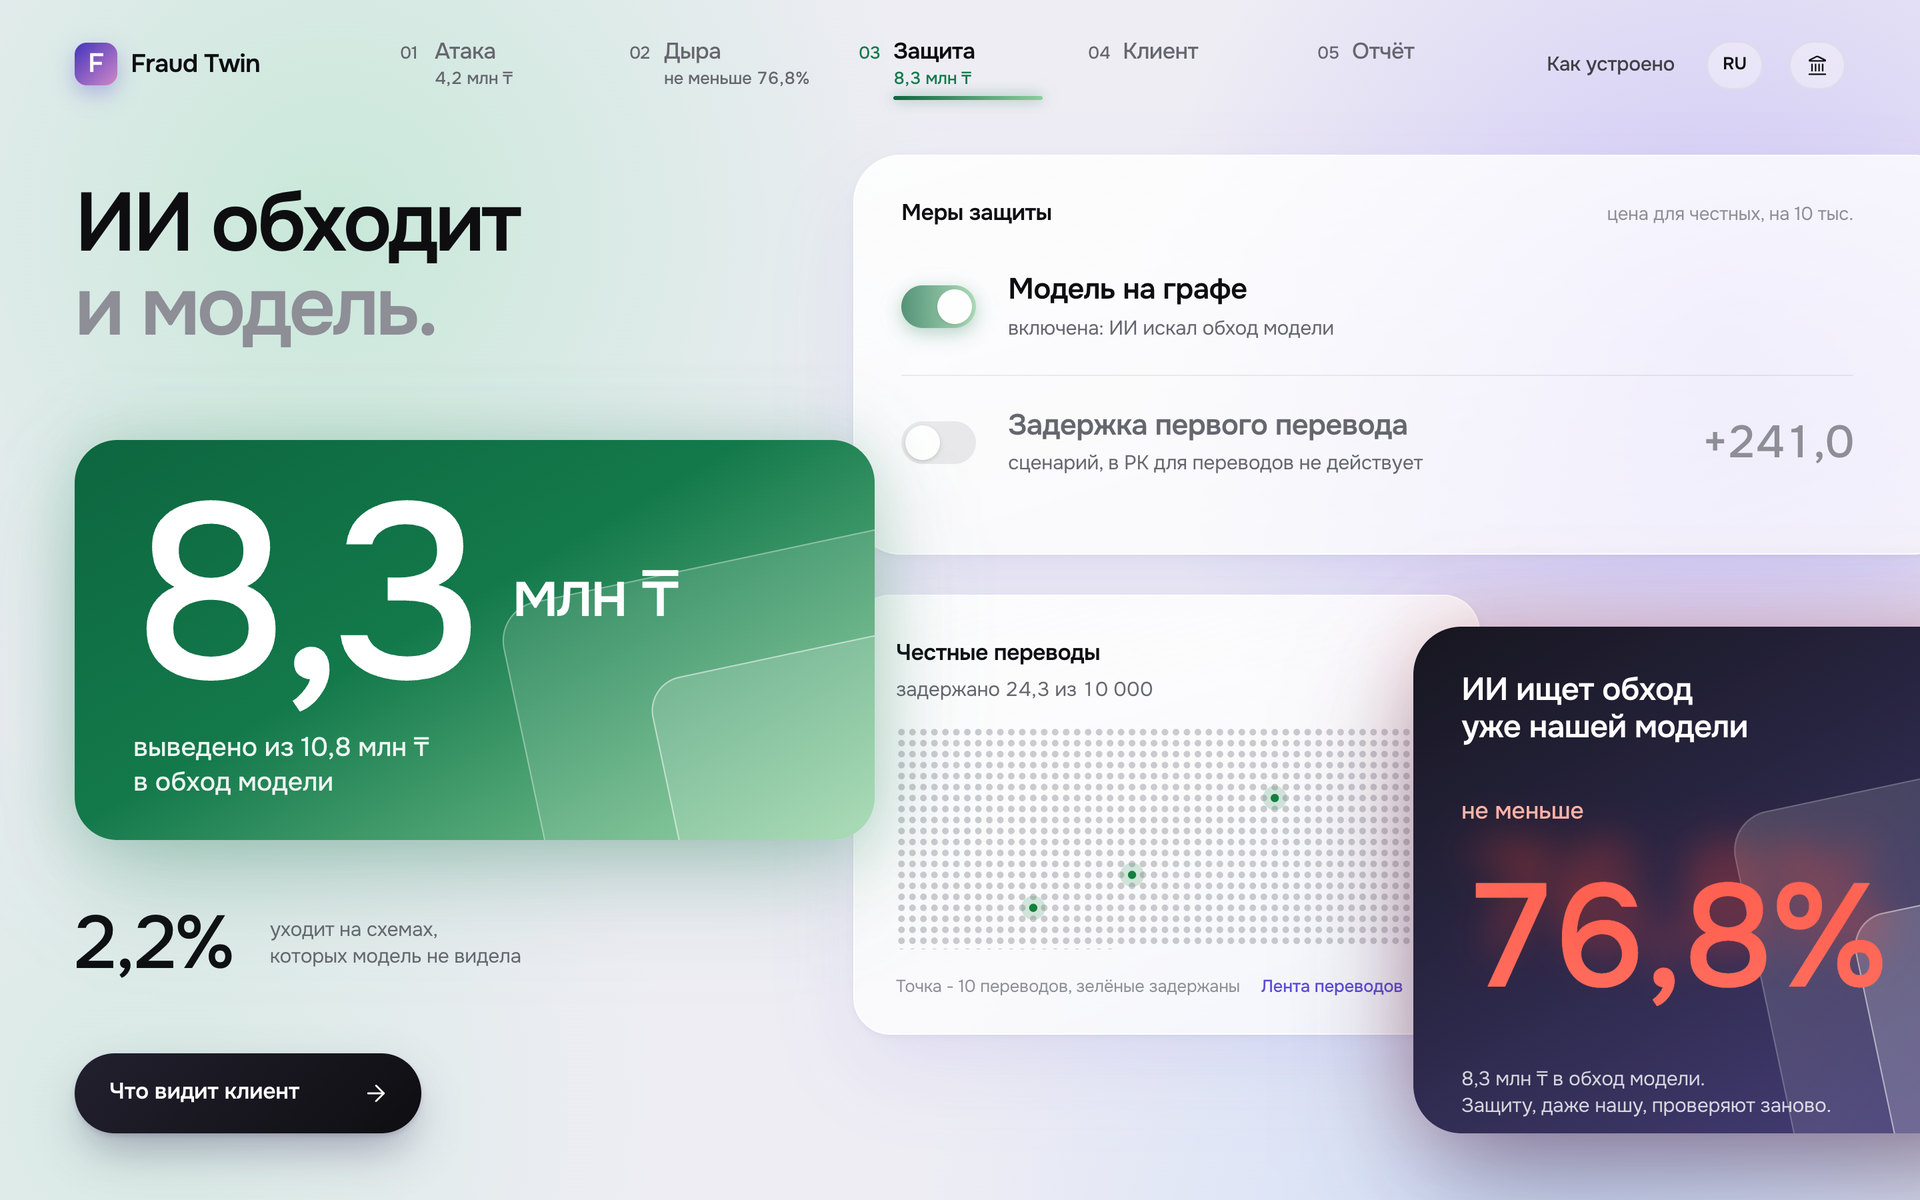 F Fraud Twin
01 Атака
4,2 млн ₸
02 Дыра
не меньше 76,8%
03 Защита
8,3 млн ₸
04 Клиент
05 Отчёт
Как устроено
RU
ИИ обходит
и модель.
8,3 млн ₸
выведено из 10,8 млн ₸
в обход модели
2,2%
уходит на схемах,
которых модель не видела
Что видит клиент
Меры защиты
цена для честных, на 10 тыс.
Модель на графе
включена: ИИ искал обход модели
Задержка первого перевода
сценарий, в РК для переводов не действует
+241,0
Честные переводы
задержано 24,3 из 10 000
Точка - 10 переводов, зелёные задержаны
Лента переводов
ИИ ищет обход
уже нашей модели
не меньше
76,8%
8,3 млн ₸ в обход модели.
Защиту, даже нашу, проверяют заново.